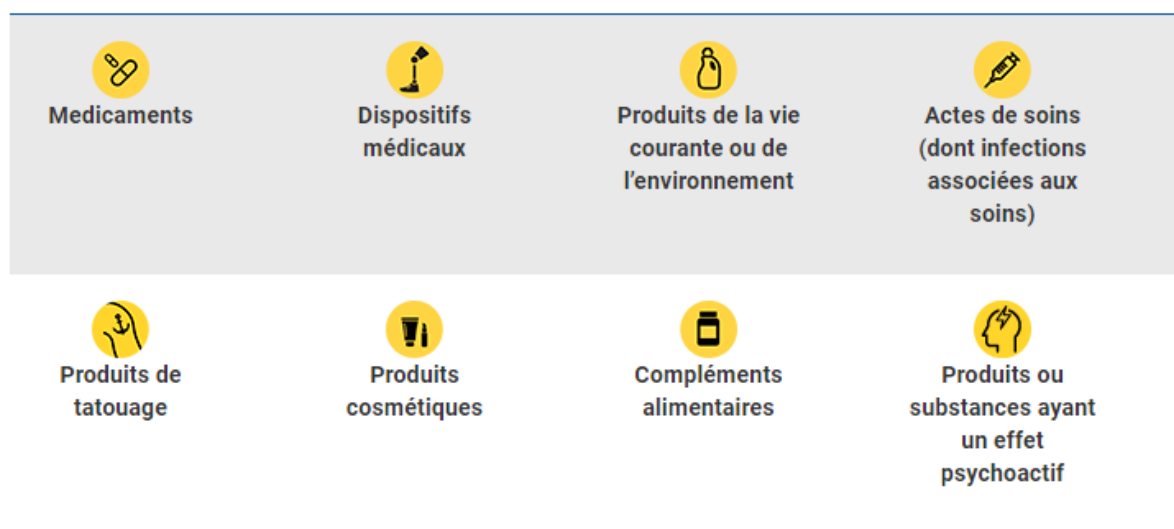 Medicaments
Dispositifs
médicaux
Produits de la vie
courante ou de
l'environnement
Actes de soins
(dont infections
associées aux
soins)
Produits de
tatouage
Produits
cosmétiques
Compléments
alimentaires
Produits ou
substances ayant
un effet
psychoactif